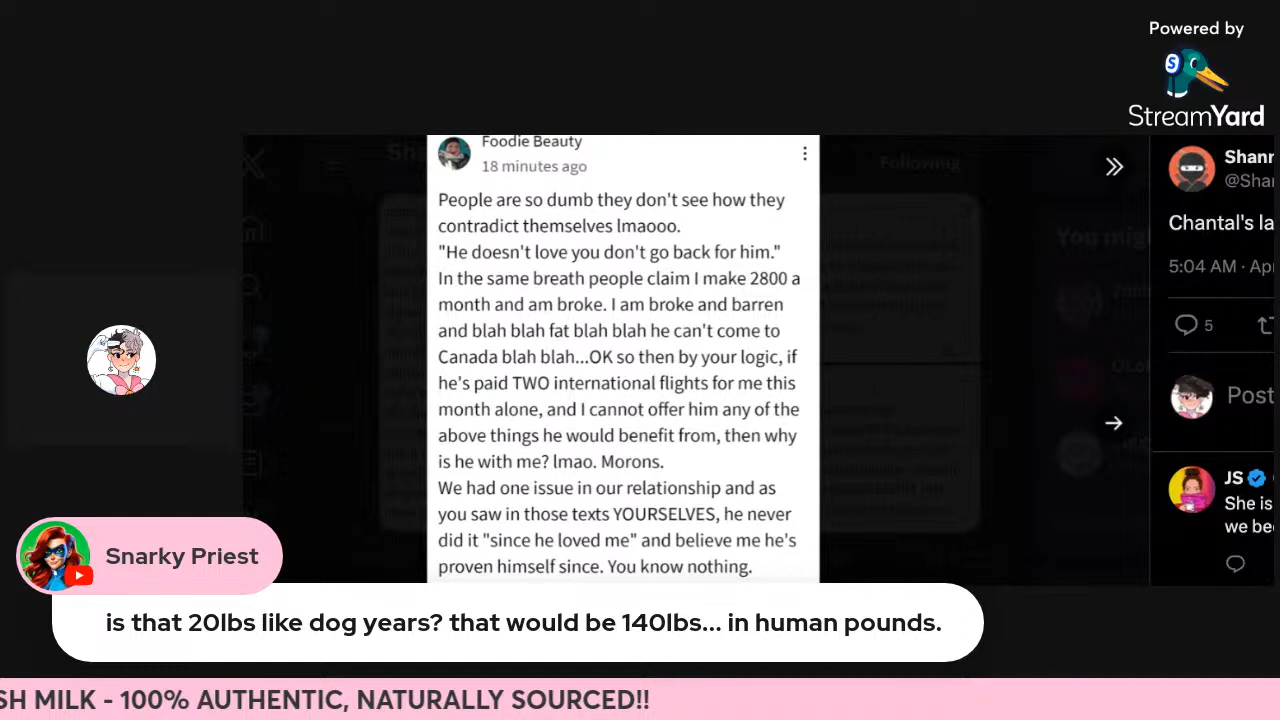 Powered by
StreamYard
Foodie Beauty
18 minutes ago
People are so dumb they don't see how they
contradict themselves lmaooo.
"He doesn't love you don't go back for him."
In the same breath people claim I make 2800 a
month and am broke. I am broke and barren
and blah blah fat blah blah he can't come to
Canada blah blah...OK so then by your logic, if
he's paid TWO international flights for me this
month alone, and I cannot offer him any of the
above things he would benefit from, then why
is he with me? lmao. Morons.
We had one issue in our relationship and as
you saw in those texts YOURSELVES, he never
did it "since he loved me" and believe me he's
proven himself since. You know nothing.
Following
You mig
Shanr
@Shar
Chantal's la
5:04 AM · Apr
5
Post
JS
She is
we bee
Snarky Priest
is that 20lbs like dog years? that would be 140lbs... in human pounds.
SH MILK - 100% AUTHENTIC, NATURALLY SOURCED!!